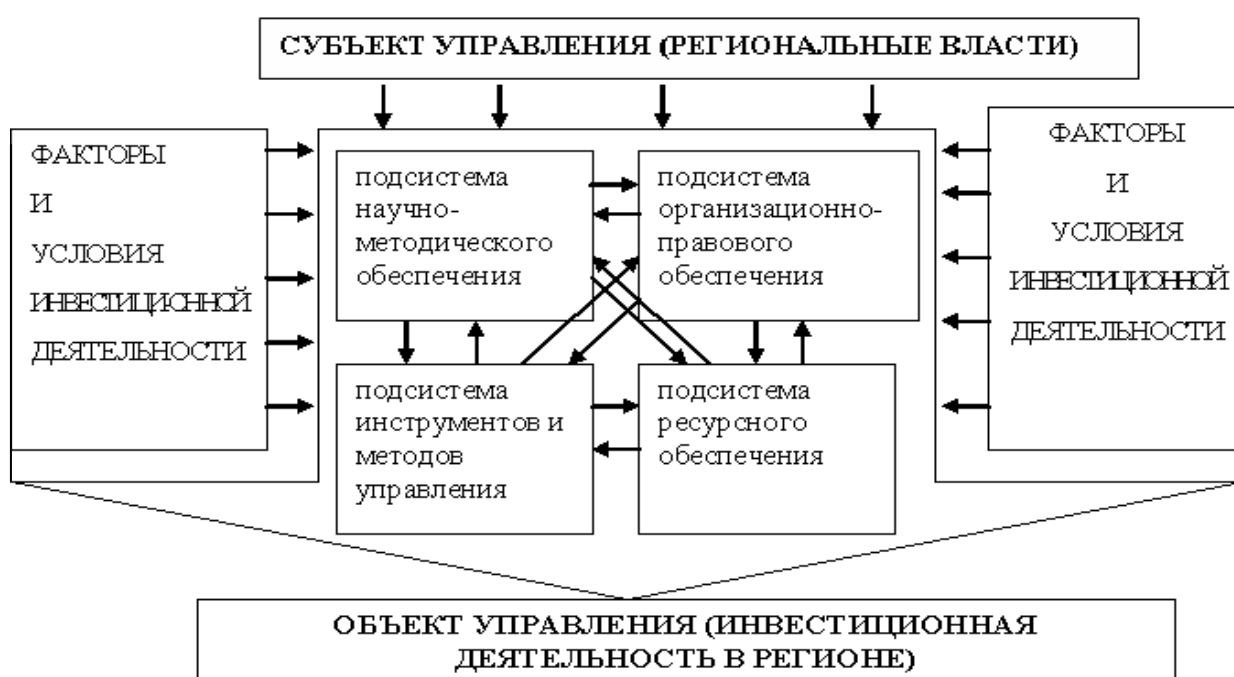 СУБЪЕКТ УПРАВЛЕНИЯ (РЕГИОНАЛЬНЫЕ ВЛАСТИ)
ФАКТОРЫ
И
УСЛОВИЯ
ИНВЕСТИЦИОННОЙ
ДЕЯТЕЛЬНОСТИ
подсистема
научно-
методического
обеспечения
подсистема
организационно-
правового
обеспечения
ФАКТОРЫ
И
УСЛОВИЯ
ИНВЕСТИЦИОННОЙ
ДЕЯТЕЛЬНОСТИ
подсистема
инструментов и
методов
управления
подсистема
ресурсного
обеспечения
ОБЪЕКТ УПРАВЛЕНИЯ (ИНВЕСТИЦИОННАЯ
ДЕЯТЕЛЬНОСТЬ В РЕГИОНЕ)